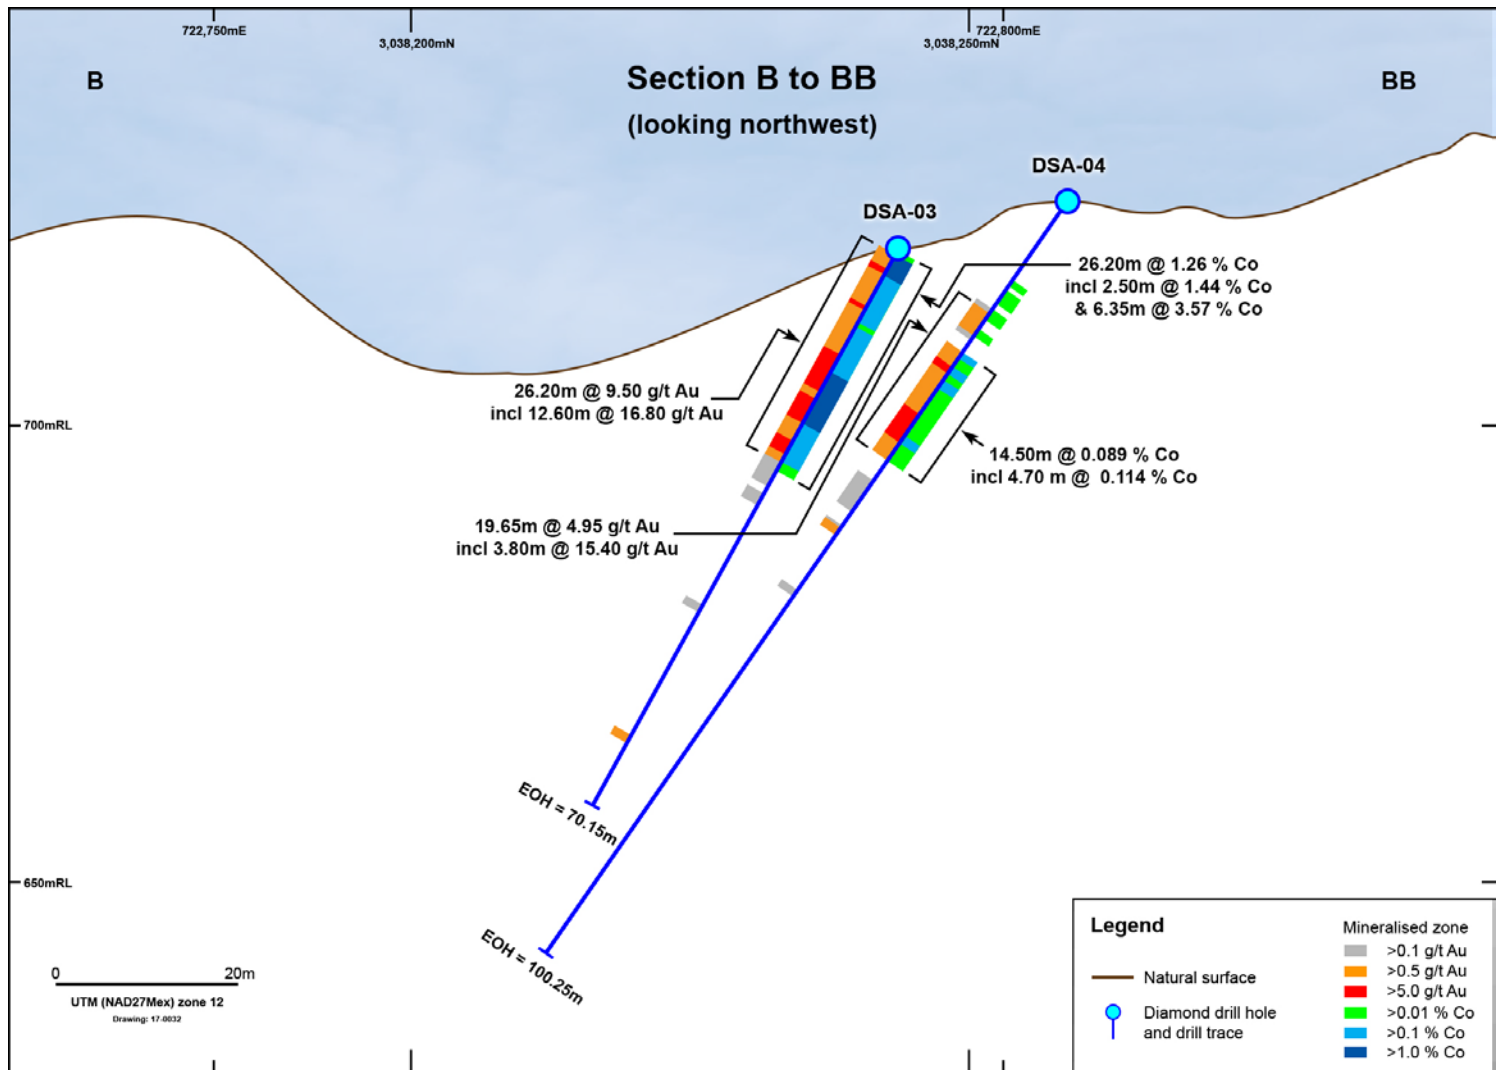 722,750mE
3,038,200mN
3,038,250mN
722,800mE
B
Section B to BB
(looking northwest)
BB
DSA-04
DSA-03
26.20m @ 1.26 % Co
incl 2.50m @ 1.44 % Co
& 6.35m @ 3.57 % Co
26.20m @ 9.50 g/t Au
incl 12.60m @ 16.80 g/t Au
700mRL
14.50m @ 0.089 % Co
incl 4.70 m @ 0.114 % Co
19.65m @ 4.95 g/t Au
incl 3.80m @ 15.40 g/t Au
EOH = 70.15m
650mRL
EOH = 100.25m
0 20m
UTM (NAD27Mex) zone 12
Drawing: 17-0032
Legend
Natural surface
Diamond drill hole
and drill trace
Mineralised zone
>0.1 g/t Au
>0.5 g/t Au
>5.0 g/t Au
>0.01 % Co
>0.1 % Co
>1.0 % Co